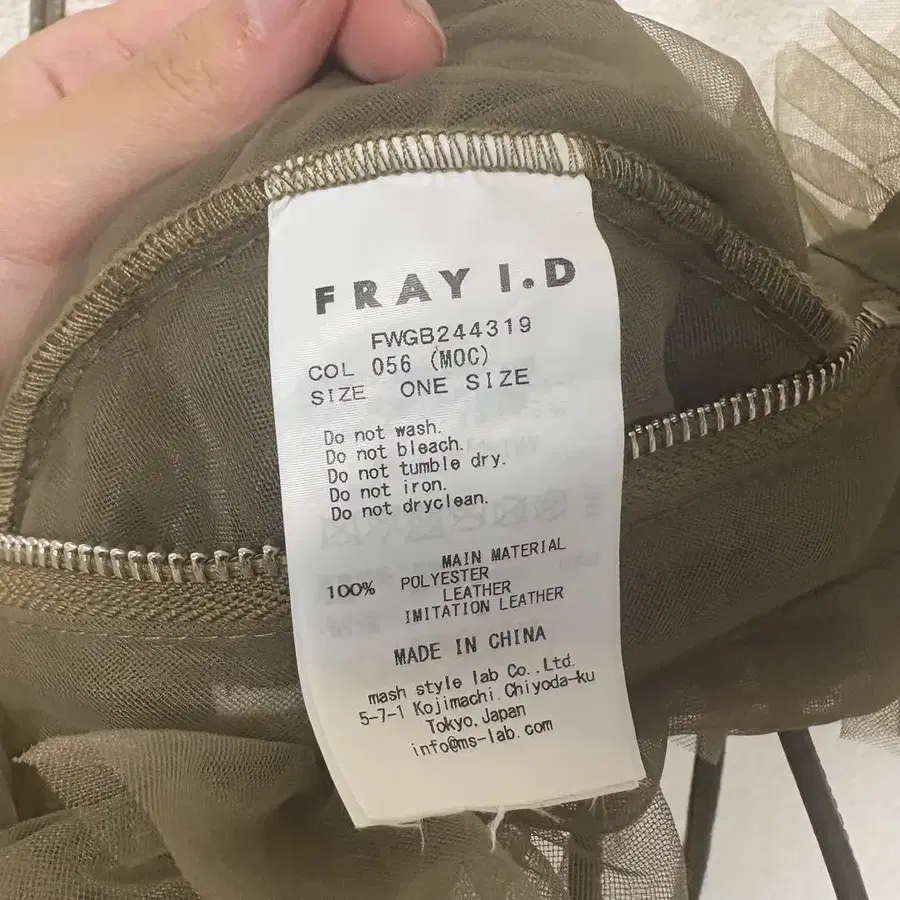 FRAY I.D
FWGB244319
COL 056 (MOC)
SIZE ONE SIZE
Do not wash.
Do not bleach.
Do not tumble dry.
Do not iron.
Do not dryclean.
MAIN MATERIAL
100% POLYESTER
LEATHER
IMITATION LEATHER
MADE IN CHINA
mash style lab Co.,Ltd.
5-7-1 Kojimachi.Chiyoda-ku
Tokyo,Japan
info@ms-lab.com